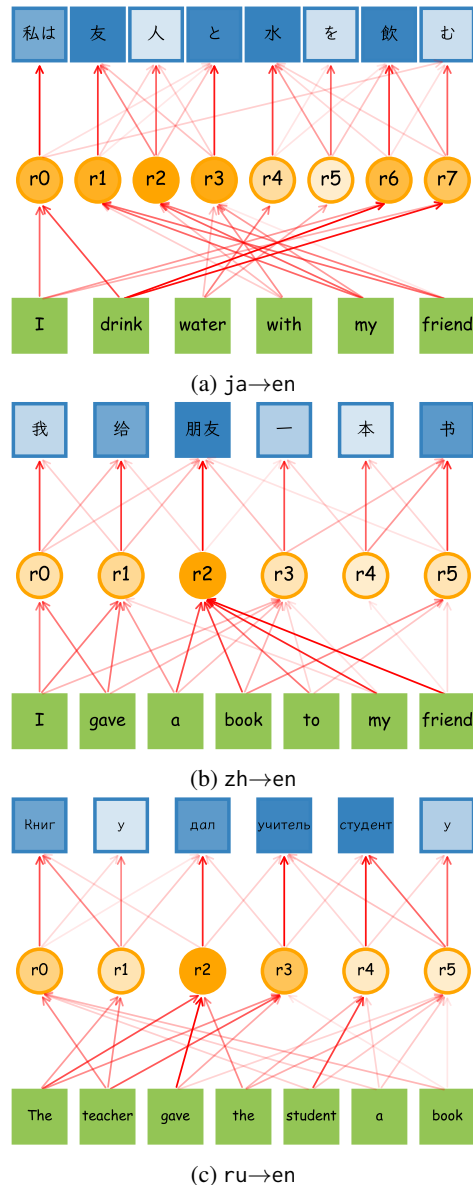 私は 友 人 と 水 を 飲 む
r0 r1 r2 r3 r4 r5 r6 r7
I drink water with my friend
(a) ja→en
我 给 朋友 一 本 书
r0 r1 r2 r3 r4 r5
I gave a book to my friend
(b) zh→en
Книг у дал учитель студент у
r0 r1 r2 r3 r4 r5
The teacher gave the student a book
(c) ru→en